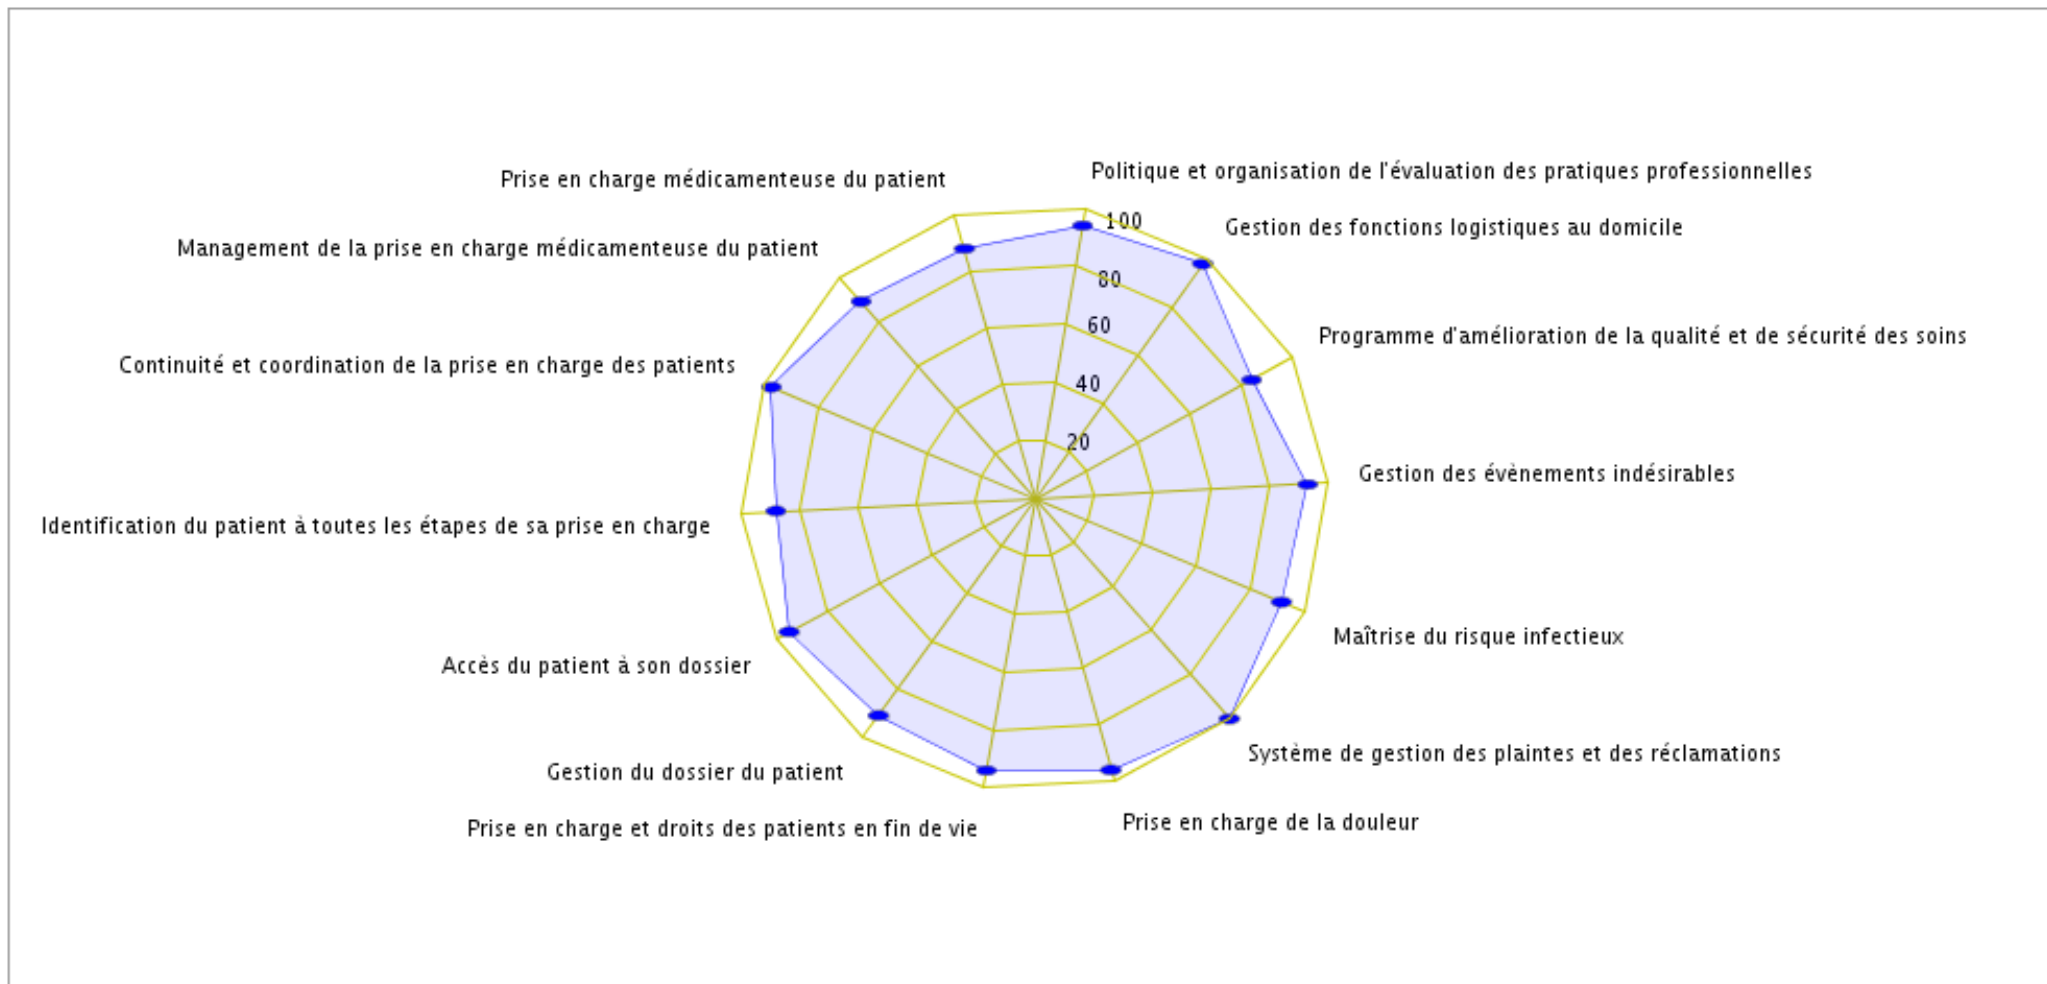 Politique et organisation de l'évaluation des pratiques professionnelles
Prise en charge médicamenteuse du patient
100
Gestion des fonctions logistiques au domicile
Management de la prise en charge médicamenteuse du patient
80
60
Programme d'amélioration de la qualité et de sécurité des soins
Continuité et coordination de la prise en charge des patients
40
20
Gestion des évènements indésirables
Identification du patient à toutes les étapes de sa prise en charge
Maîtrise du risque infectieux
Accès du patient à son dossier
Système de gestion des plaintes et des réclamations
Gestion du dossier du patient
Prise en charge de la douleur
Prise en charge et droits des patients en fin de vie